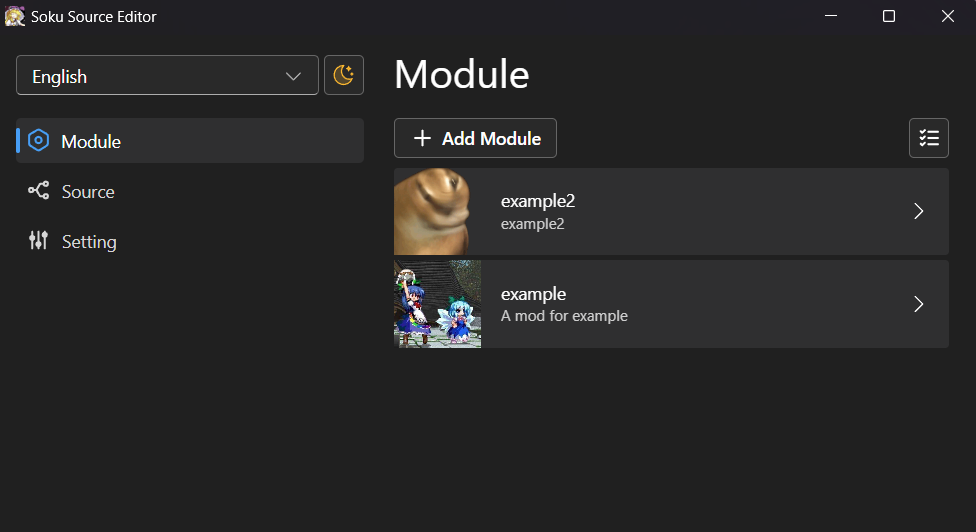 Soku Source Editor
English
Module
Source
Setting
Module
Add Module
example2
example2
example
A mod for example